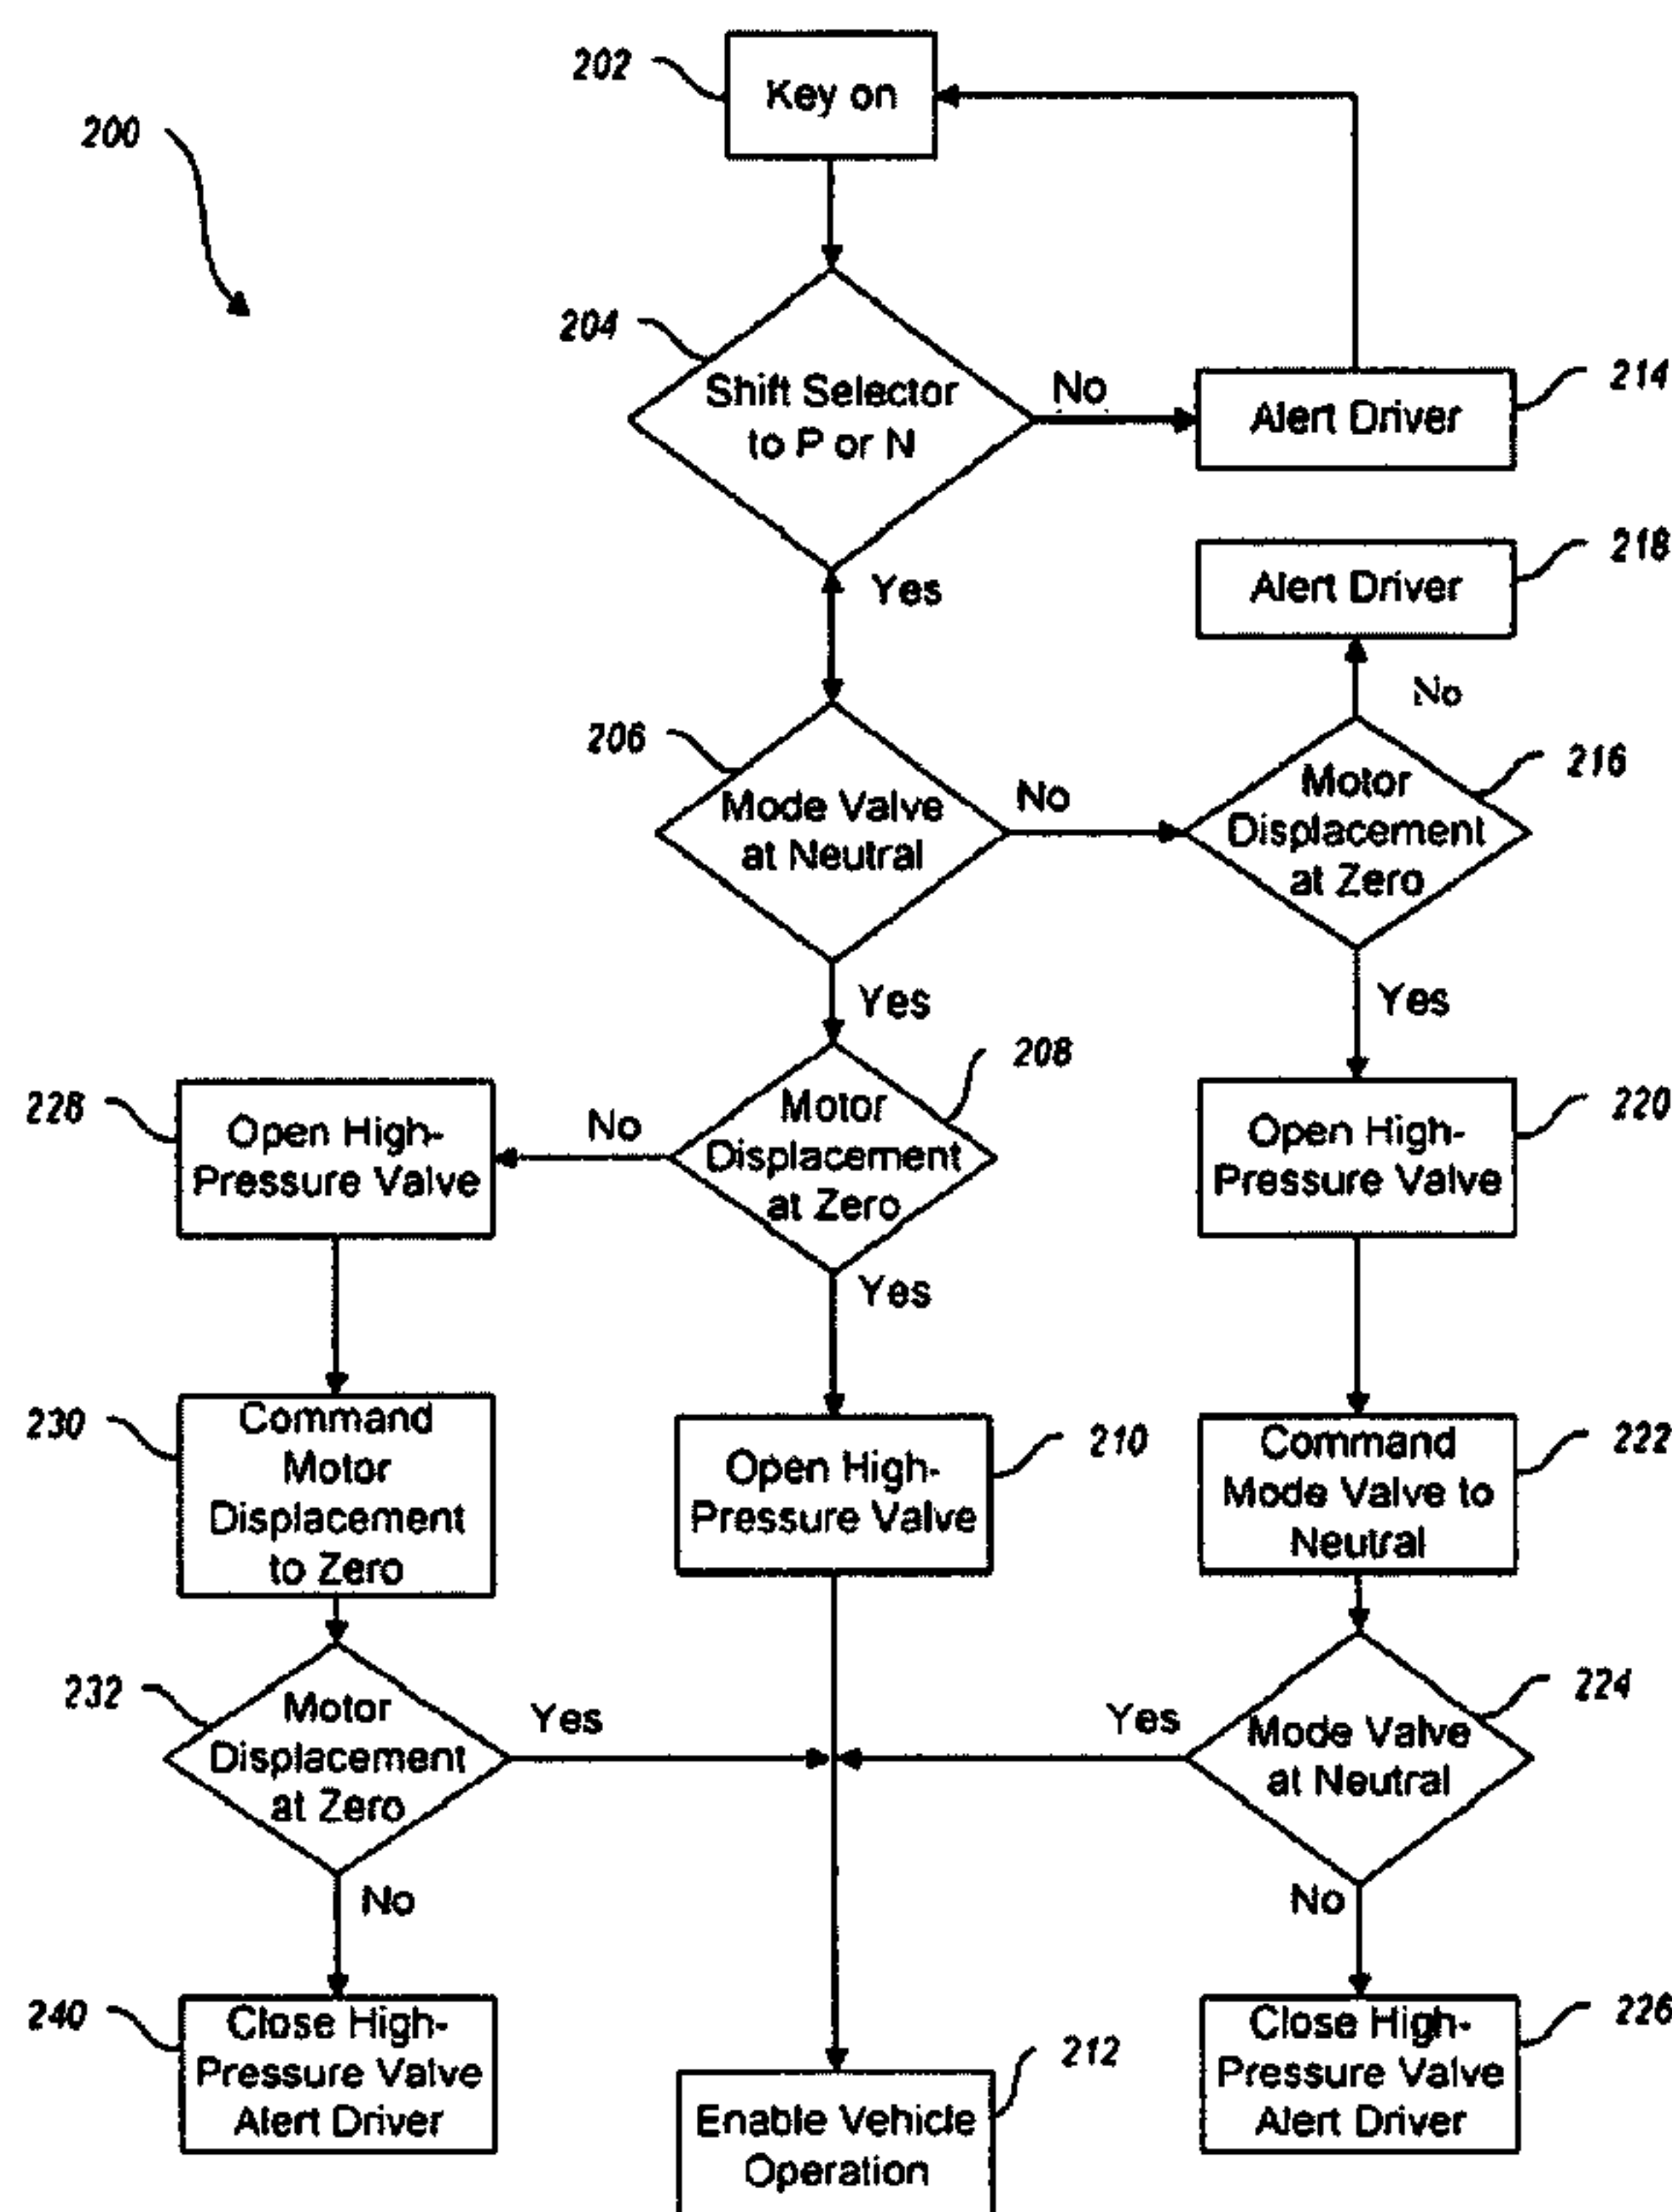 202
Key on
200
204
Shift Selector
to P or N
No
214
Alert Driver
Yes
218
Alert Driver
No
206
Mode Valve
at Neutral
No
216
Motor
Displacement
at Zero
Yes
Yes
208
Motor
Displacement
at Zero
No
228
Open High-
Pressure Valve
220
Open High-
Pressure Valve
Yes
230
Command
Motor
Displacement
to Zero
210
Open High-
Pressure Valve
222
Command
Mode Valve to
Neutral
232
Motor
Displacement
at Zero
Yes
Yes
224
Mode Valve
at Neutral
No
No
240
Close High-
Pressure Valve
Alert Driver
212
Enable Vehicle
Operation
226
Close High-
Pressure Valve
Alert Driver